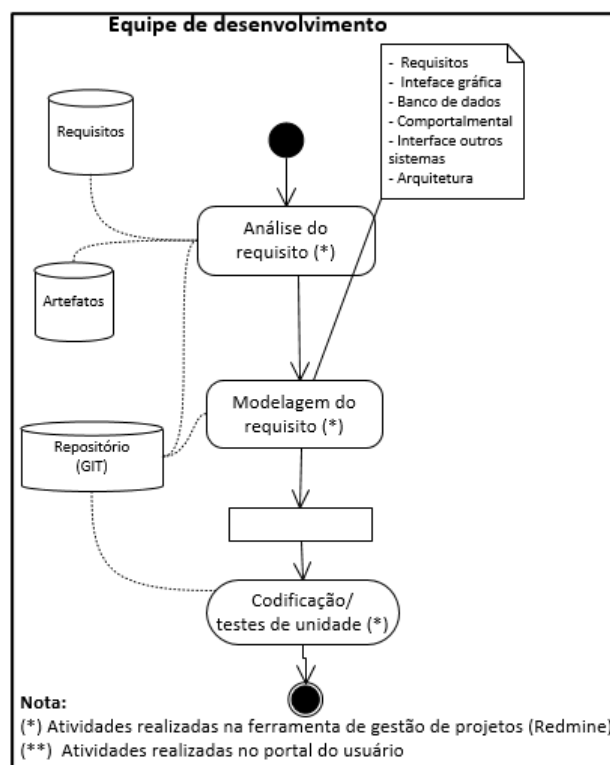 Equipe de desenvolvimento
- Requisitos
- Inteface gráfica
- Banco de dados
- Comportalmental
- Interface outros
sistemas
- Arquitetura
Requisitos
Análise do
requisito (*)
Artefatos
Modelagem do
requisito (*)
Repositório
(GIT)
Codificação/
testes de unidade (*)
Nota:
(*) Atividades realizadas na ferramenta de gestão de projetos (Redmine)
(**) Atividades realizadas no portal do usuário